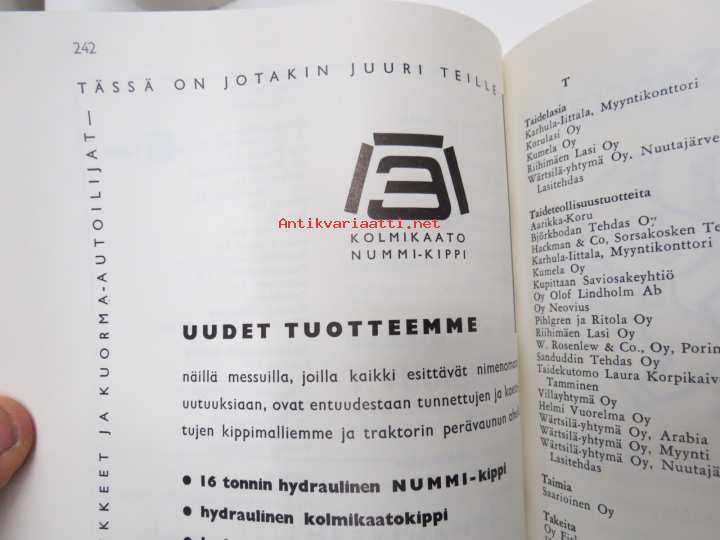 242
TÄSSÄ ON JOTAKIN JUURI TEILLE
KKEET JA KUORMA-AUTOILIJAT—
3
Antikvariaatti.net
KOLMIKAATO
NUMMI-KIPPI
UUDET TUOTTEEMME
näillä messuilla, joilla kaikki esittävät nimenomaa
uutuuksiaan, ovat entuudestaan tunnettujen ja
tujen kippimalliemme ja traktorin perävaunun
• 16 tonnin hydraulinen NUMMI-kippi
• hydraulinen kolmikaatokippi
T
Taidelasia
Karhula-Iittala, Myyntikonttori
Korulasi Oy
Kumela Oy
Riihimäen Lasi Oy
Wärtsilä-yhtymä Oy, Nuutajärve
Lasitehdas
Taideteollisuustuotteita
Aarikka-Koru
Björkbodan Tehdas Oy
Hackman & Co, Sorsakosken Te
Karhula-Iittala, Myyntikonttori
Kumela Oy
Kupittaan Saviosakeyhtiö
Oy Olof Lindholm Ab
Oy Neovius
Pihlgren ja Ritola Oy
Riihimäen Lasi Oy
W. Rosenlew & Co., Oy, Porin
Sanduddin Tehdas Oy
Taidekutomo Laura Korpikaiv
Tamminen
Villayhtymä Oy
Helmi Vuorelma Oy
Wärtsilä-yhtymä Oy, Arabia
Wärtsilä-yhtymä Oy, Myynti
Wärtsilä-yhtymä Oy, Nuutajä
Lasitehdas
Taimia
Saarioinen Oy
Takeita